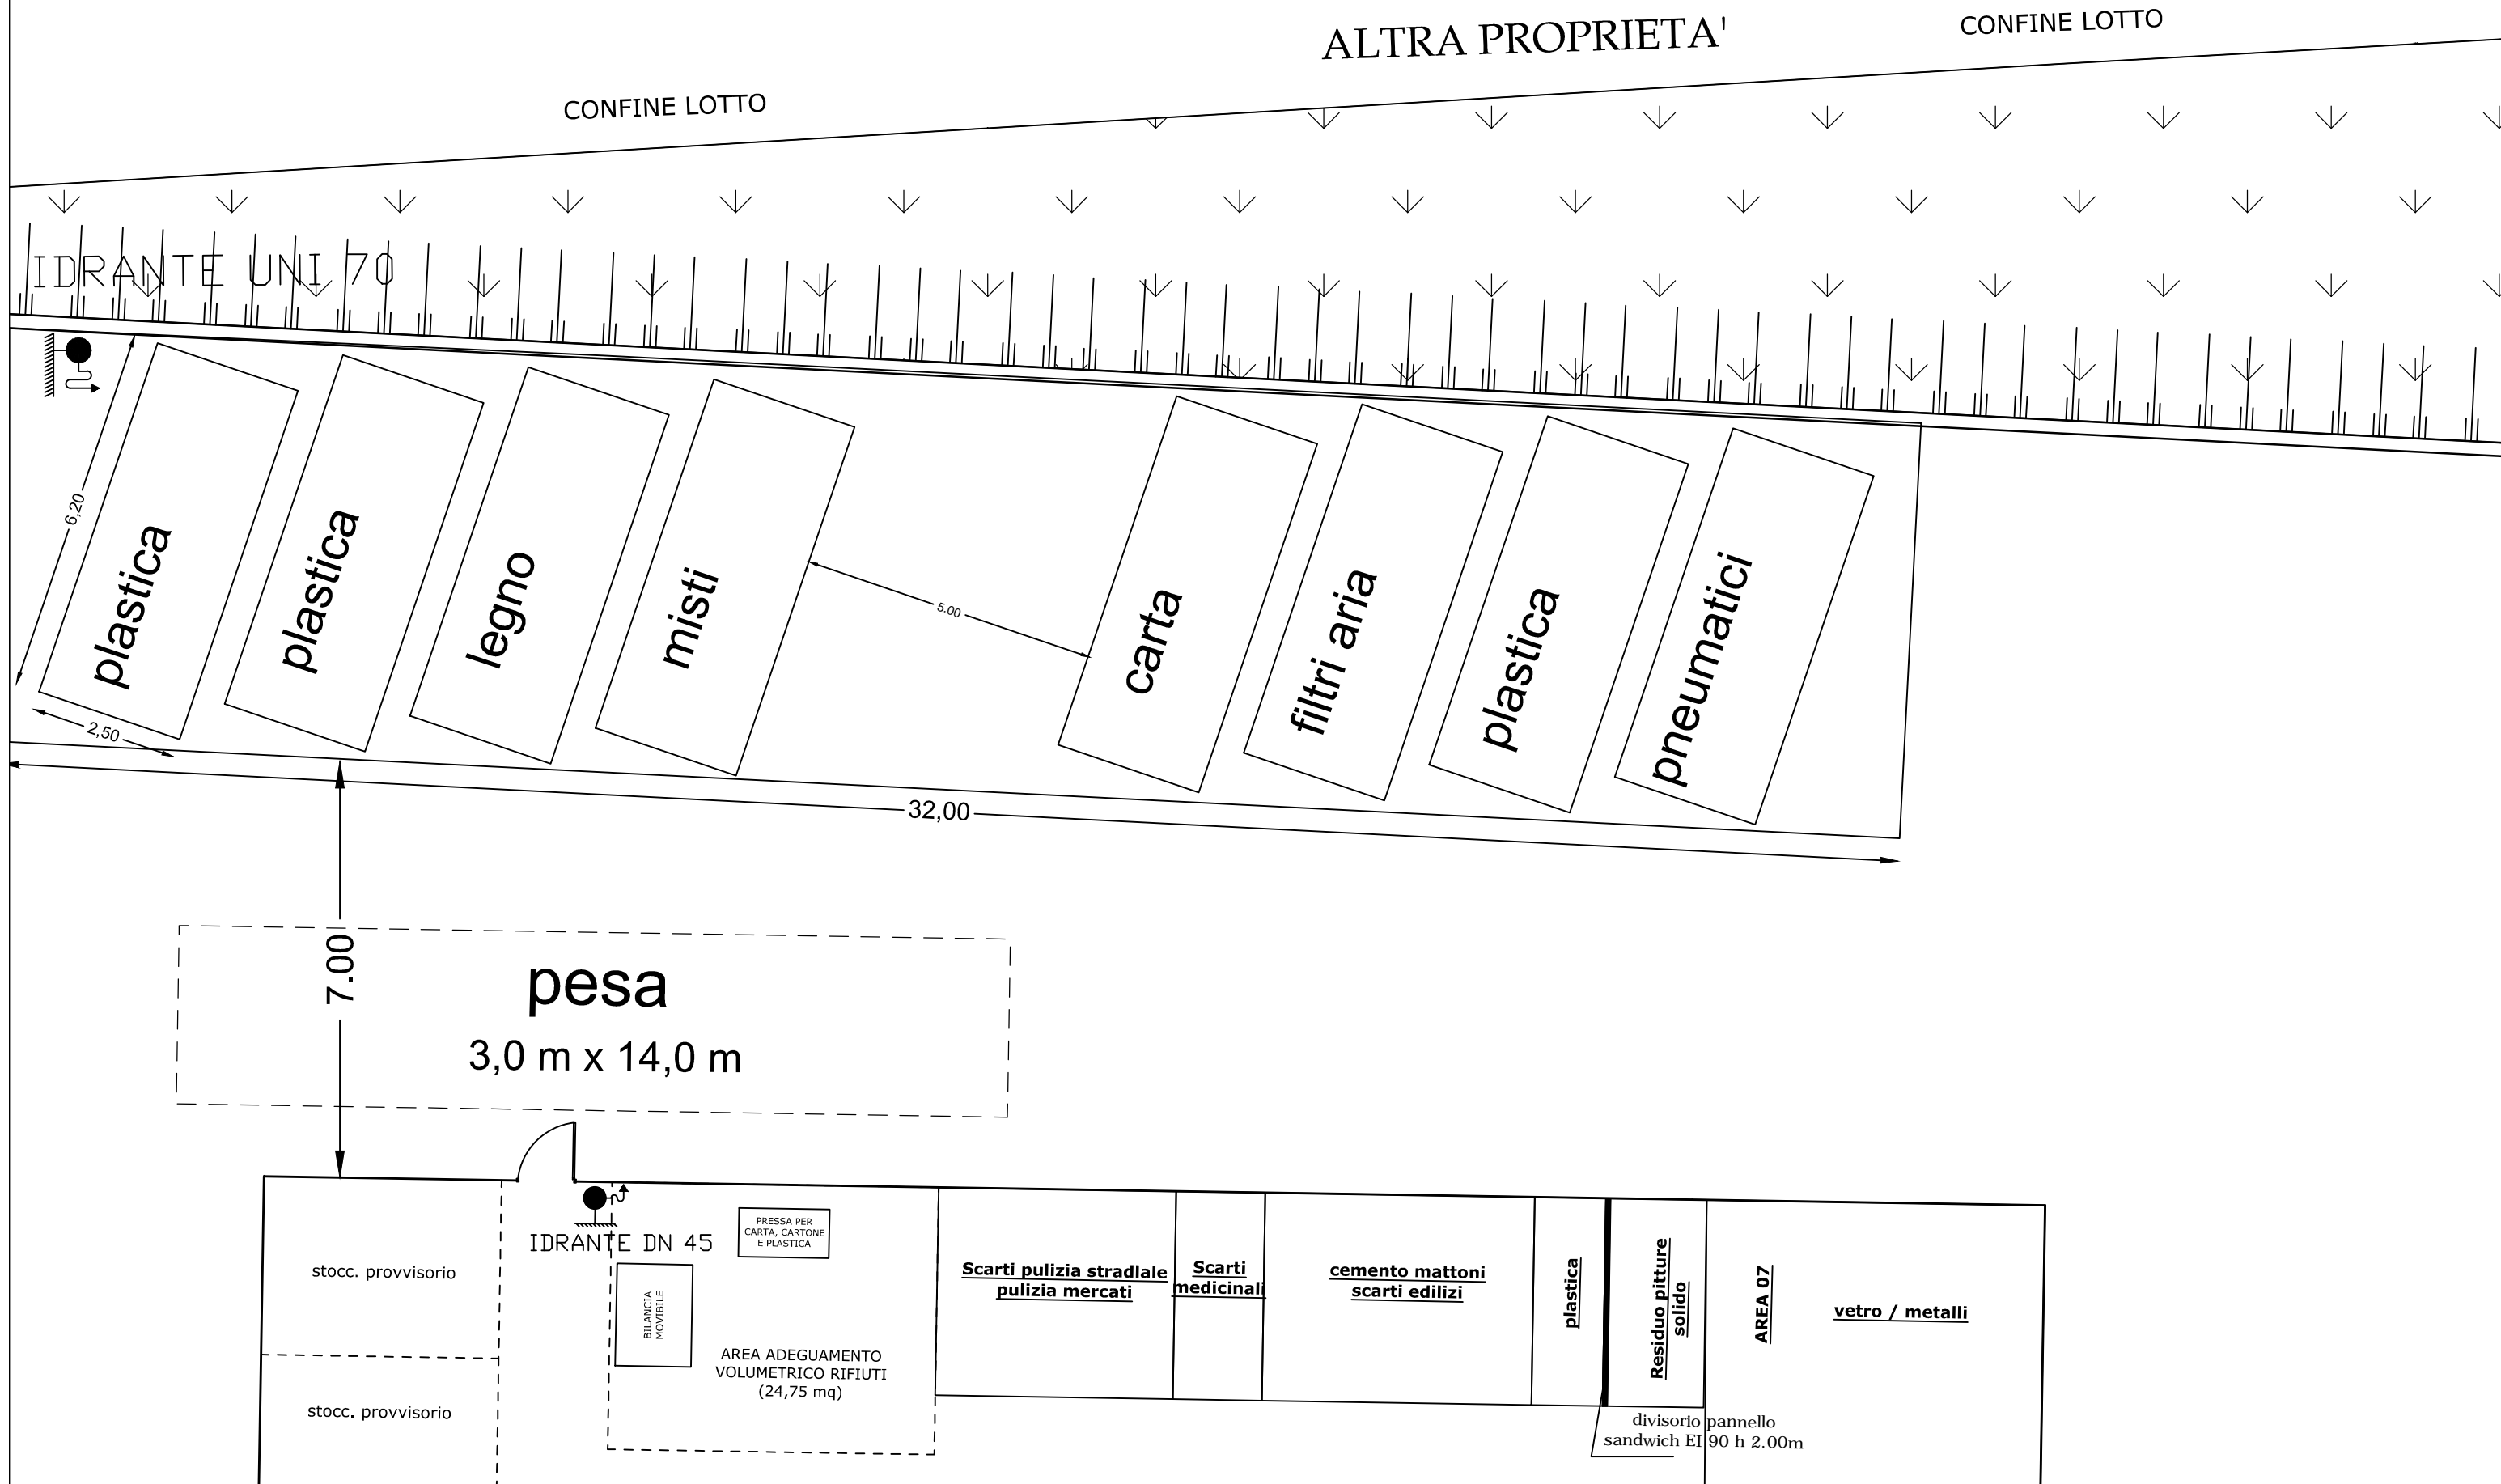 ALTRA PROPRIETA'
CONFINE LOTTO
CONFINE LOTTO
IDRANTE UNI 70
6,20
2,50
plastica
plastica
legno
misti
5.00
carta
filtri aria
plastica
pneumatici
32,00
7.00
pesa
3,0 m x 14,0 m
IDRANTE DN 45
PRESSA PER
CARTA, CARTONE
E PLASTICA
BILANCIA
MOVIBILE
stocc. provvisorio
stocc. provvisorio
AREA ADEGUAMENTO
VOLUMETRICO RIFIUTI
(24,75 mq)
Scarti pulizia stradlale
pulizia mercati
Scarti
medicinali
cemento mattoni
scarti edilizi
plastica
Residuo pitture
solido
AREA 07
vetro / metalli
divisorio pannello
sandwich EI 90 h 2.00m